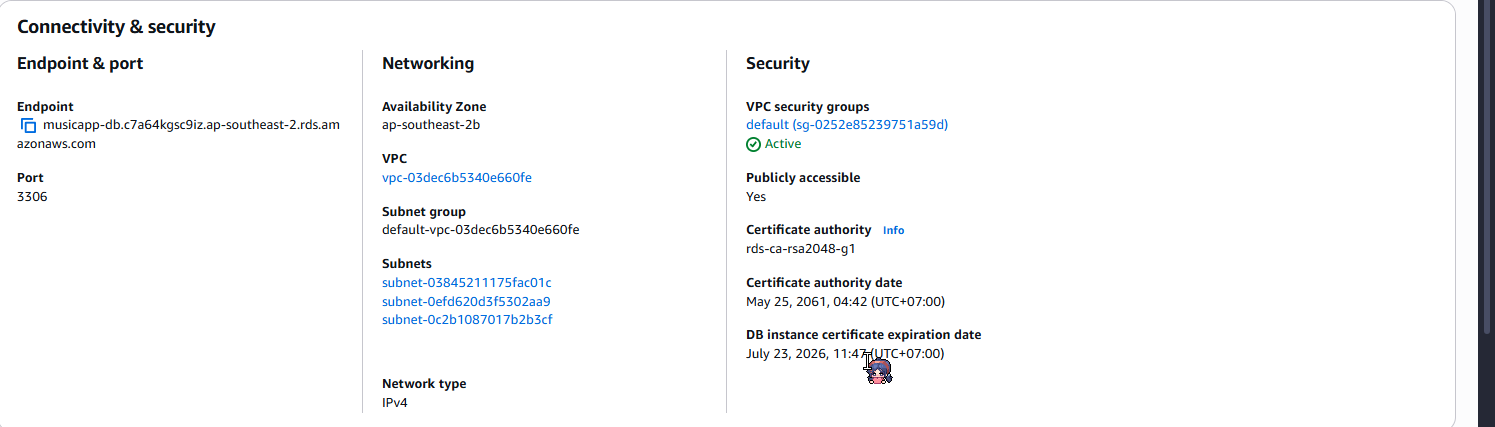 Connectivity & security
Endpoint & port
Endpoint
musicapp-db.c7a64kgsc9iz.ap-southeast-2.rds.am
azonaws.com
Port
3306
Networking
Availability Zone
ap-southeast-2b
VPC
vpc-03dec6b5340e660fe
Subnet group
default-vpc-03dec6b5340e660fe
Subnets
subnet-03845211175fac01c
subnet-0efd620d3f5302aa9
subnet-0c2b1087017b2b3cf
Network type
IPv4
Security
VPC security groups
default (sg-0252e85239751a59d)
Active
Publicly accessible
Yes
Certificate authority Info
rds-ca-rsa2048-g1
Certificate authority date
May 25, 2061, 04:42 (UTC+07:00)
DB instance certificate expiration date
July 23, 2026, 11:47 (UTC+07:00)